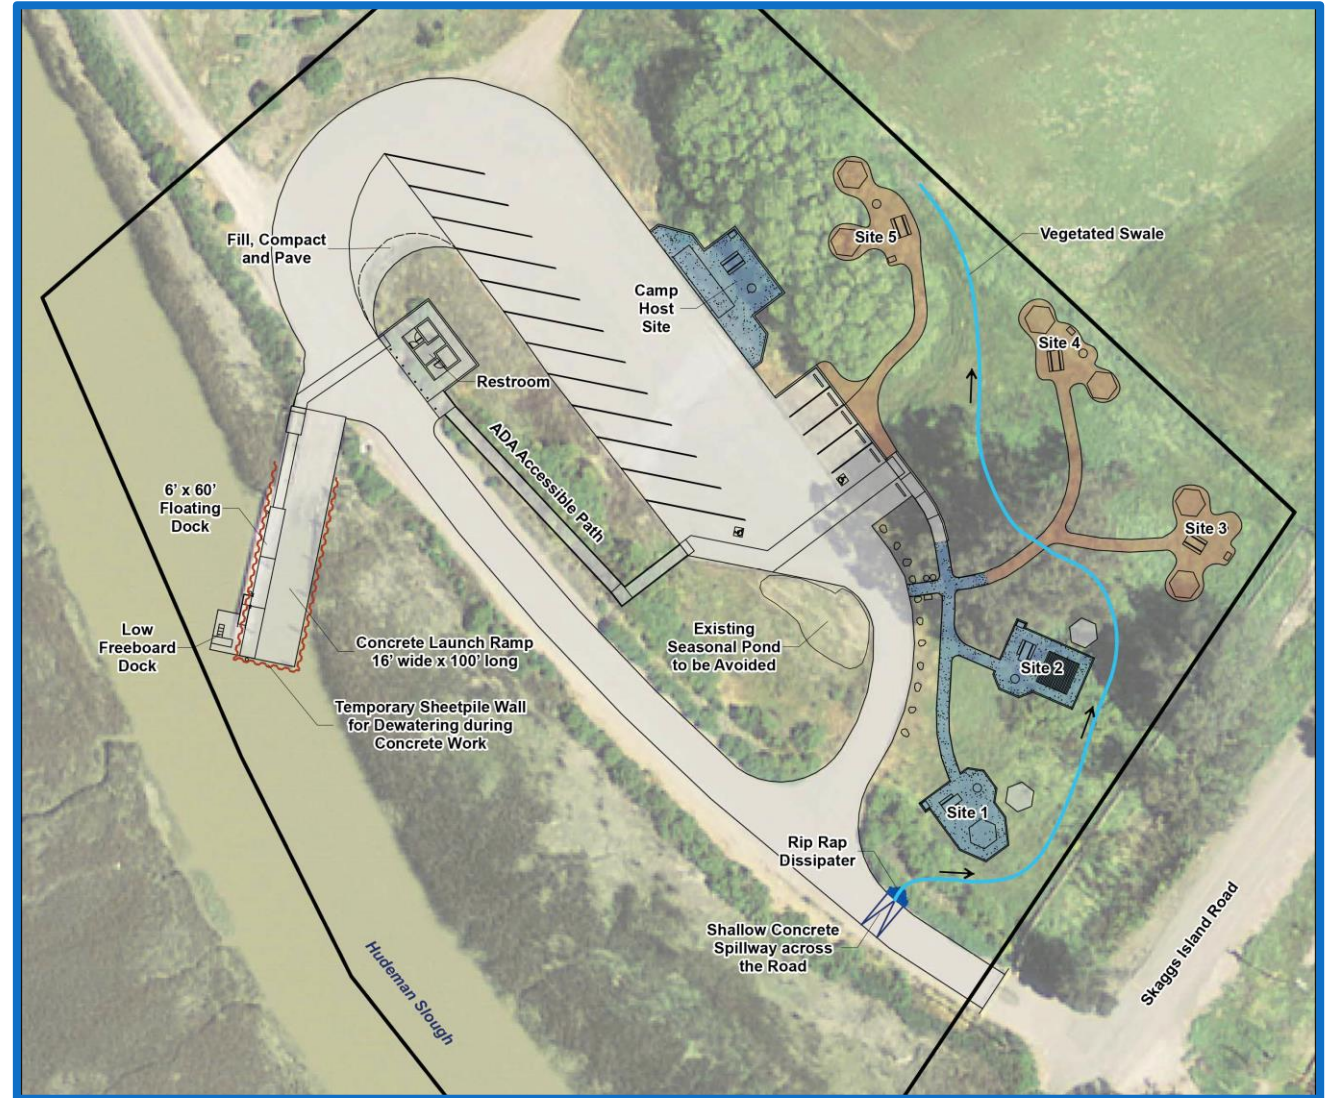 Site 5
Vegetated Swale
Fill, Compact
and Pave
Camp
Host
Site
Site 4
Restroom
ADA Accessible Path
6' x 60'
Floating
Dock
Site 3
Low
Freeboard
Dock
Concrete Launch Ramp
16' wide x 100' long
Existing
Seasonal Pond
to be Avoided
Site 2
Temporary Sheetpile Wall
for Dewatering during
Concrete Work
Site 1
Rip Rap
Dissipater
Shallow Concrete
Spillway across
the Road
Skaggs Island Road
Hudeman Slough